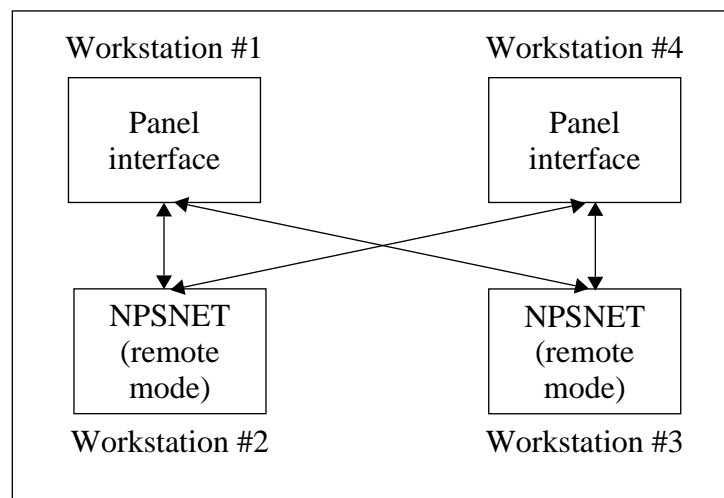 Workstation #1
Workstation #4
Panel
interface
Panel
interface
NPSNET
(remote
mode)
NPSNET
(remote
mode)
Workstation #2
Workstation #3